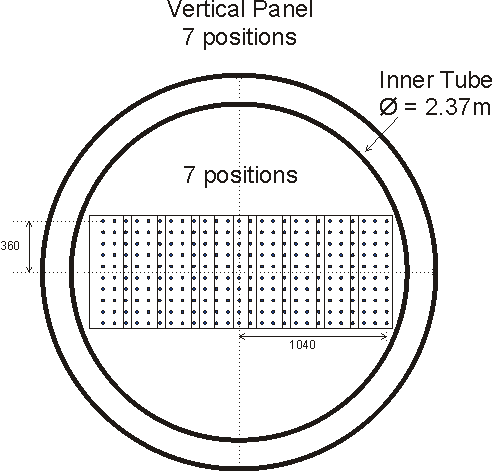 Vertical Panel
7 positions
Inner Tube
Ø = 2.37m
7 positions
360
1040